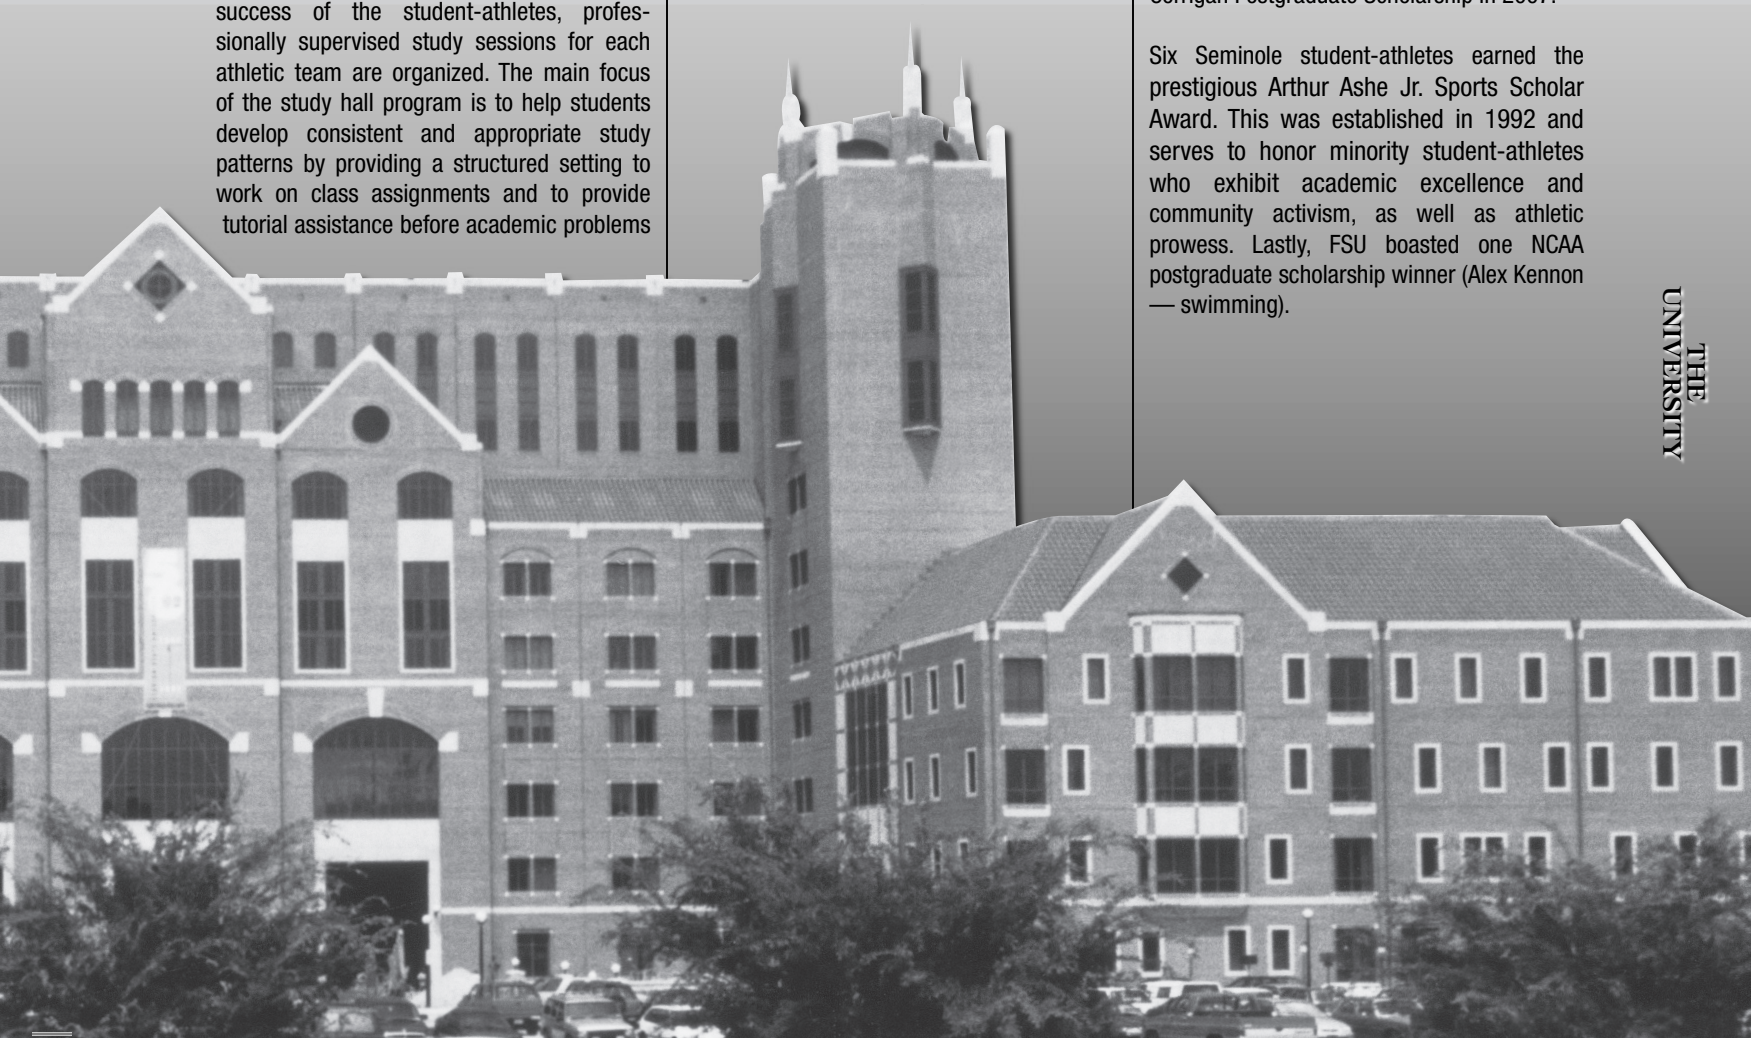 success of the student-athletes, profes-
sionally supervised study sessions for each
athletic team are organized. The main focus
of the study hall program is to help students
develop consistent and appropriate study
patterns by providing a structured setting to
work on class assignments and to provide
tutorial assistance before academic problems
Corrigan Postgraduate Scholarship in 2007.
Six Seminole student-athletes earned the
prestigious Arthur Ashe Jr. Sports Scholar
Award. This was established in 1992 and
serves to honor minority student-athletes
who exhibit academic excellence and
community activism, as well as athletic
prowess. Lastly, FSU boasted one NCAA
postgraduate scholarship winner (Alex Kennon
— swimming).
THE
UNIVERSITY